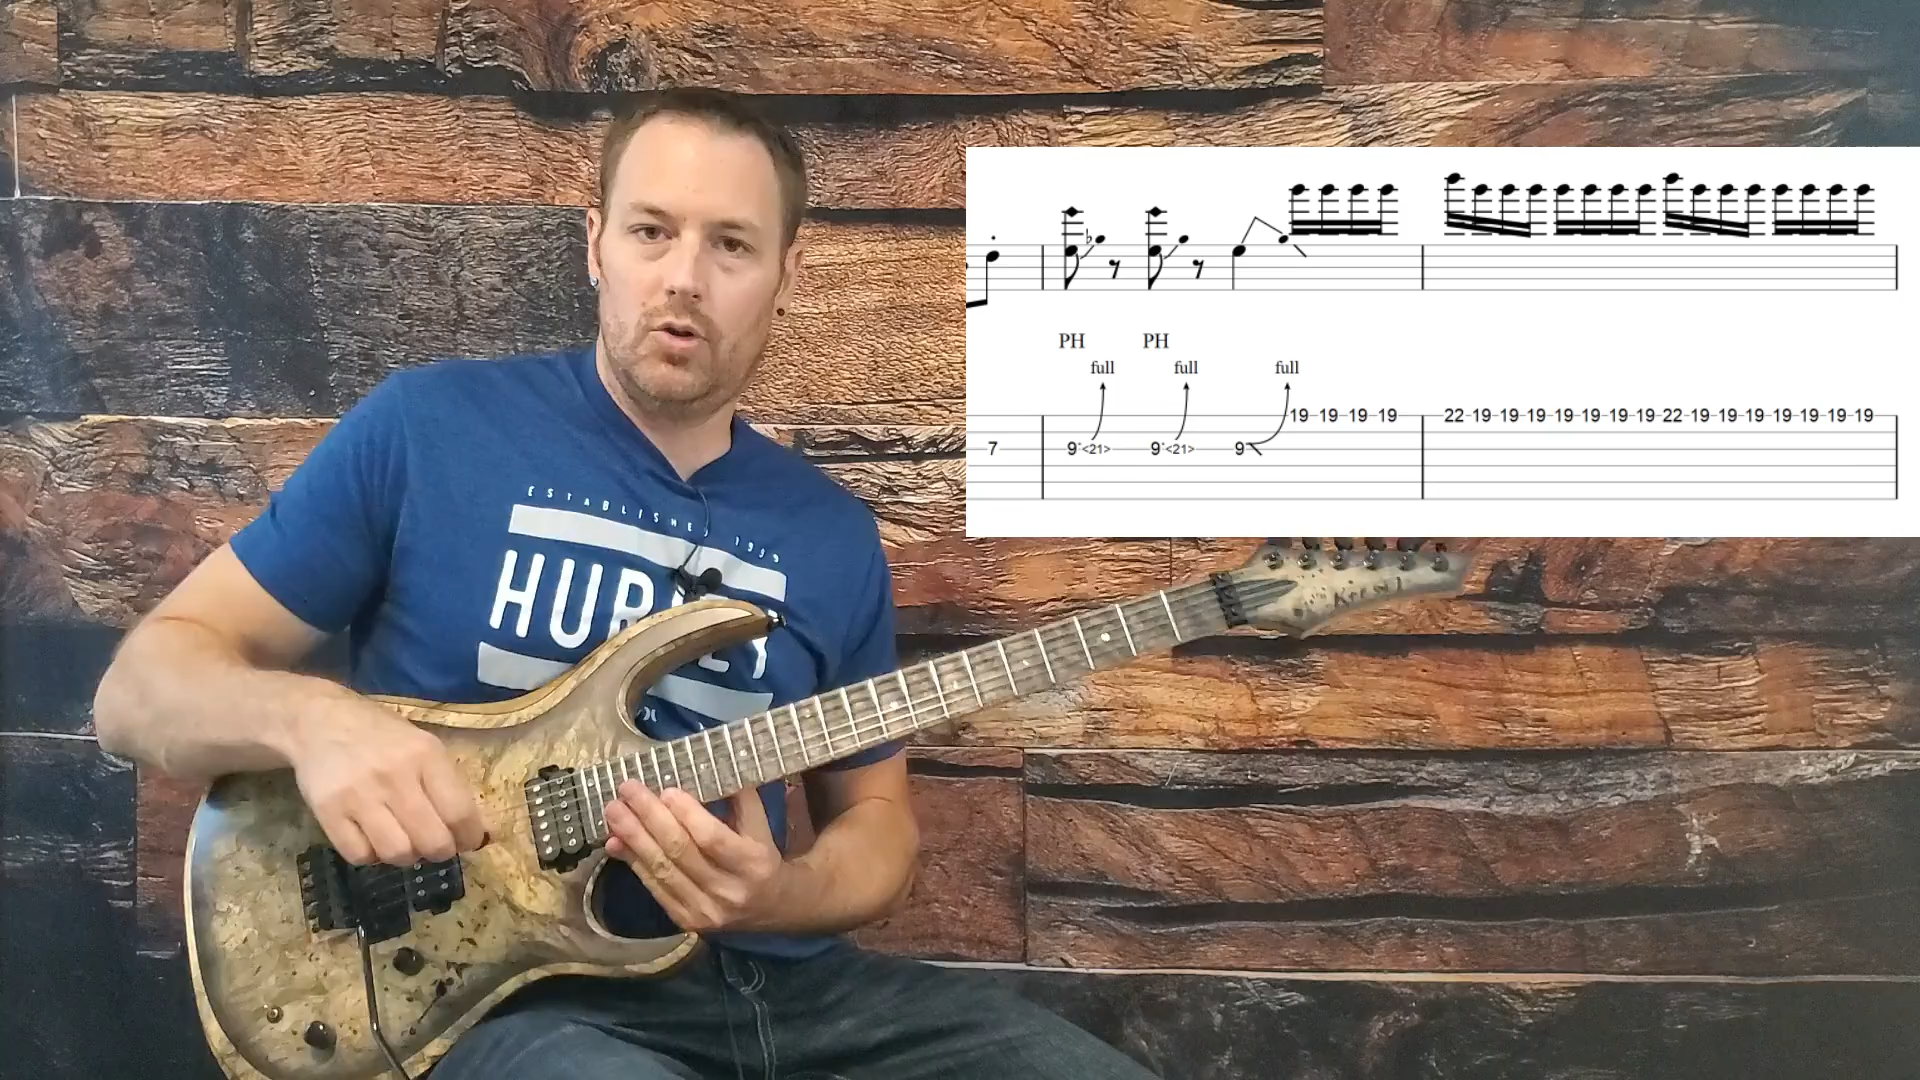 PH PH
full full full
19 19 19 19 22 19 19 19 19 19 19 19 22 19 19 19 19 19 19 19
7 9 <21> 9 <21> 9
ESTABLISHED 1999
HURLEY
Kiesel